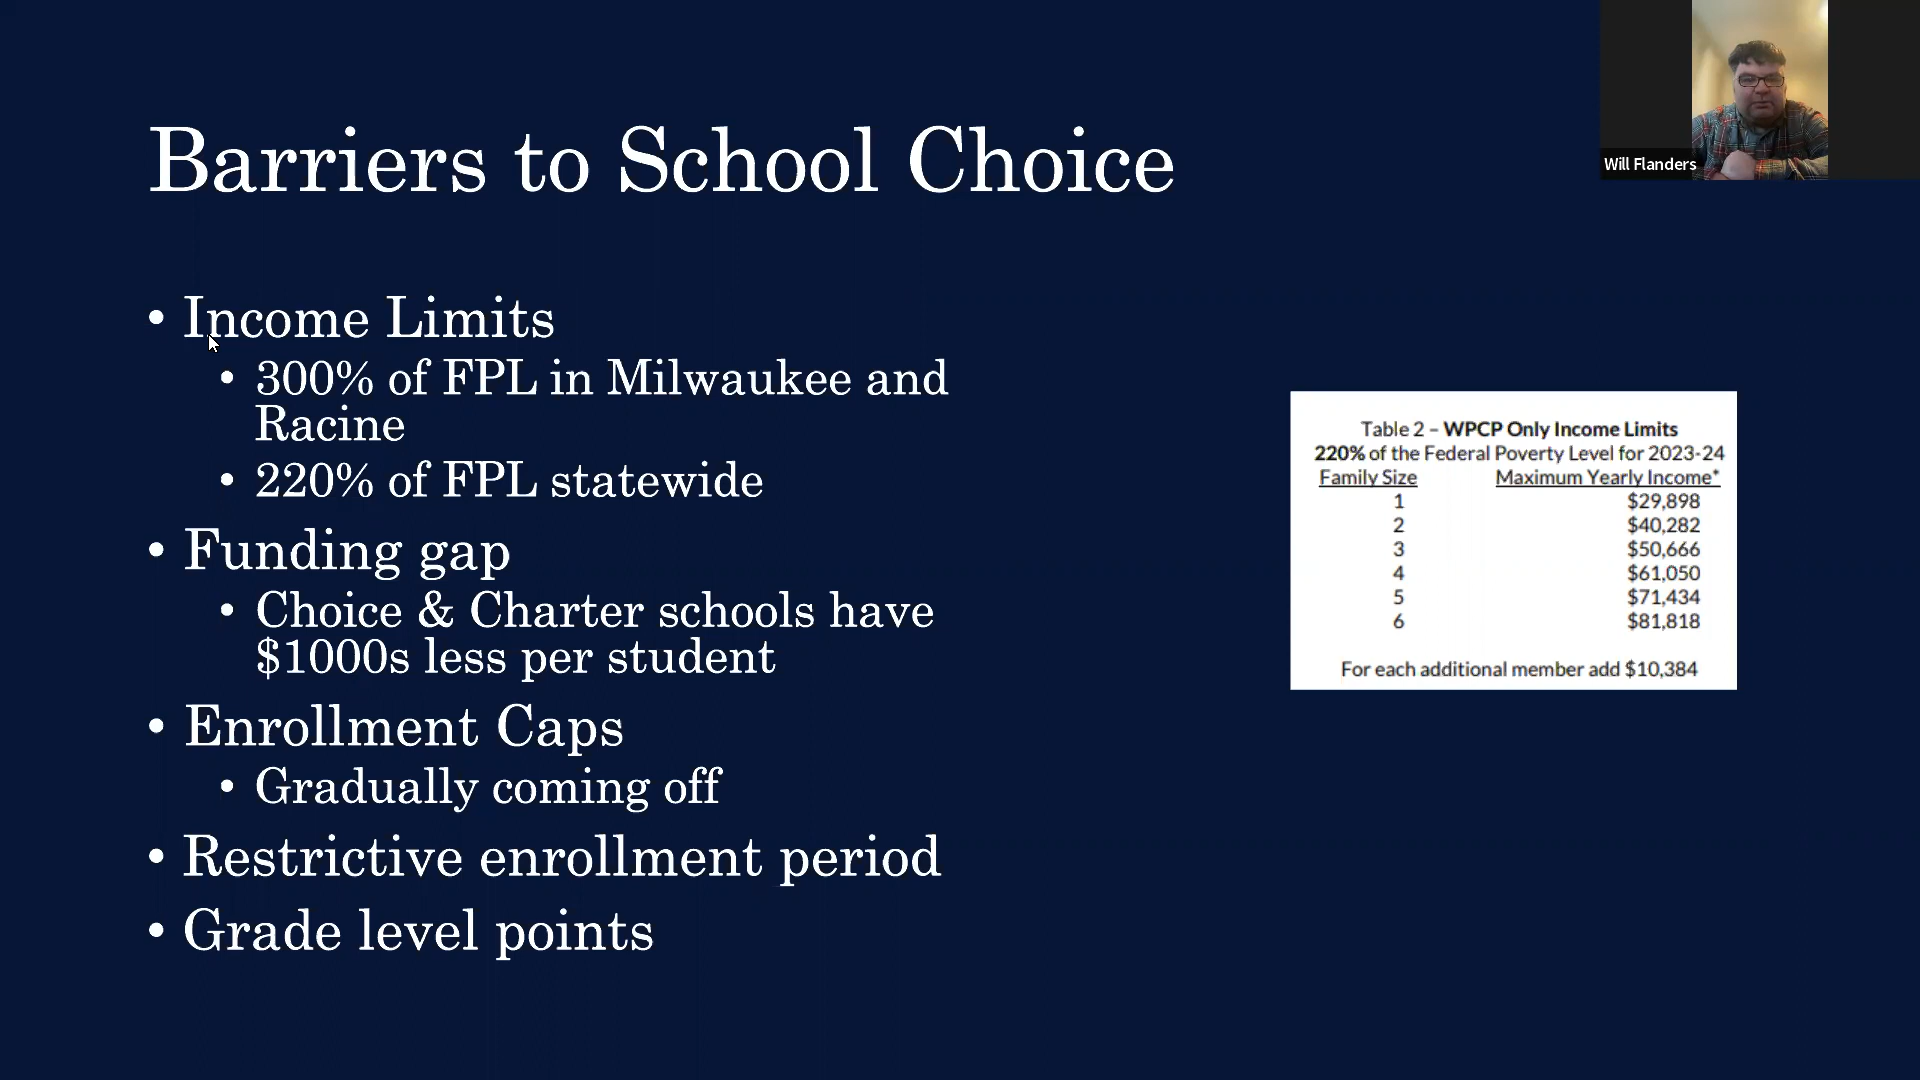 Will Flanders
Barriers to School Choice
• Income Limits
• 300% of FPL in Milwaukee and
Racine
• 220% of FPL statewide
• Funding gap
• Choice & Charter schools have
$1000s less per student
• Enrollment Caps
• Gradually coming off
• Restrictive enrollment period
• Grade level points
Table 2 – WPCP Only Income Limits
220% of the Federal Poverty Level for 2023-24
Family Size Maximum Yearly Income*
1 $29,898
2 $40,282
3 $50,666
4 $61,050
5 $71,434
6 $81,818
For each additional member add $10,384